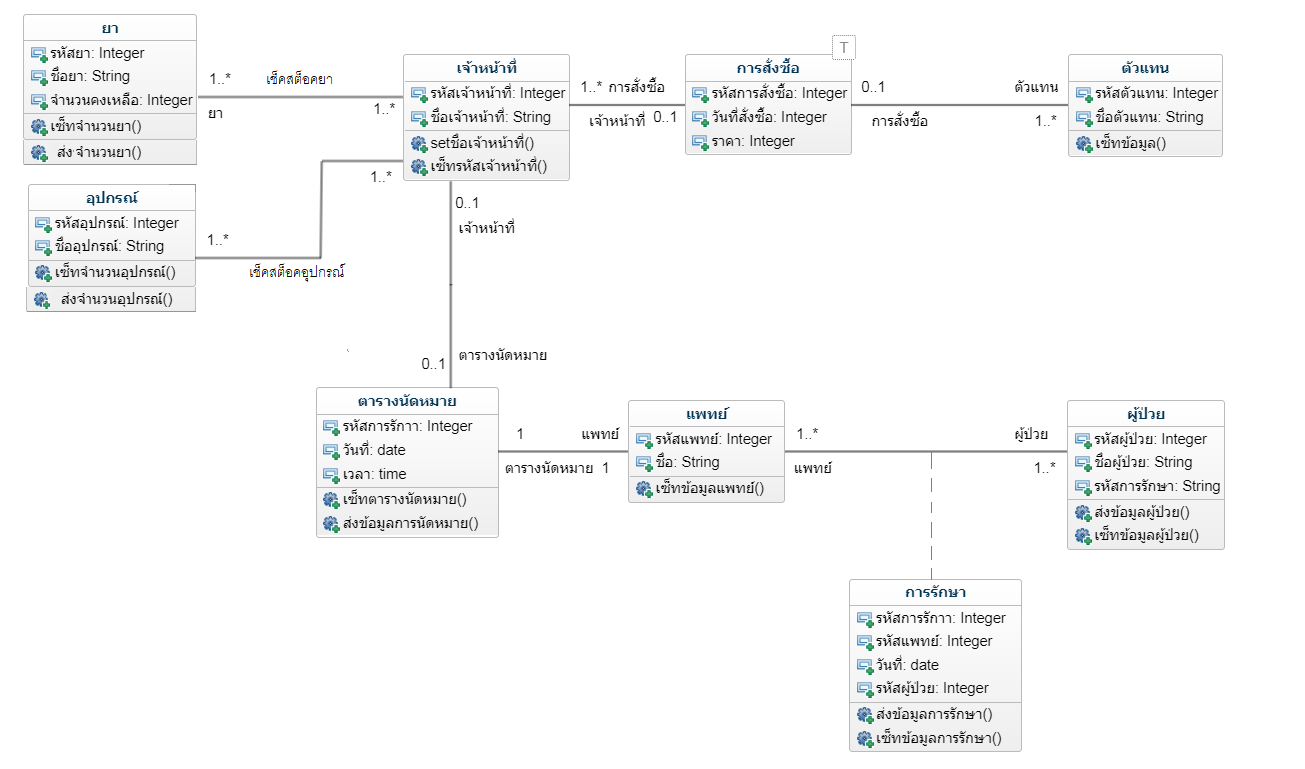 ยา
รหัสยา: Integer
ชื่อยา: String
จำนวนคงเหลือ: Integer
เซ็ทจำนวนยา()
ส่งจำนวนยา()
1..*
เช็คสต็อคยา
ยา
1..*
เจ้าหน้าที่
รหัสเจ้าหน้าที่: Integer
ชื่อเจ้าหน้าที่: String
setชื่อเจ้าหน้าที่()
เซ็ทรหัสเจ้าหน้าที่()
1..* การสั่งซื้อ
เจ้าหน้าที่ 0..1
T
การสั่งซื้อ
รหัสการสั่งซื้อ: Integer
วันที่สั่งซื้อ: Integer
ราคา: Integer
0..1
ตัวแทน
การสั่งซื้อ
1..*
ตัวแทน
รหัสตัวแทน: Integer
ชื่อตัวแทน: String
เซ็ทข้อมูล()
อุปกรณ์
รหัสอุปกรณ์: Integer
ชื่ออุปกรณ์: String
เซ็ทจำนวนอุปกรณ์()
ส่งจำนวนอุปกรณ์()
1..*
1..*
เช็คสต็อคอุปกรณ์
0..1
เจ้าหน้าที่
0..1
ตารางนัดหมาย
ตารางนัดหมาย
รหัสการรักาา: Integer
วันที่: date
เวลา: time
เซ็ทตารางนัดหมาย()
ส่งข้อมูลการนัดหมาย()
1
แพทย์
ตารางนัดหมาย 1
แพทย์
รหัสแพทย์: Integer
ชื่อ: String
เซ็ทข้อมูลแพทย์()
1..*
ผู้ป่วย
แพทย์
1..*
ผู้ป่วย
รหัสผู้ป่วย: Integer
ชื่อผู้ป่วย: String
รหัสการรักษา: String
ส่งข้อมูลผู้ป่วย()
เซ็ทข้อมูลผู้ป่วย()
การรักษา
รหัสการรักาา: Integer
รหัสแพทย์: Integer
วันที่: date
รหัสผู้ป่วย: Integer
ส่งข้อมูลการรักษา()
เซ็ทข้อมูลการรักษา()